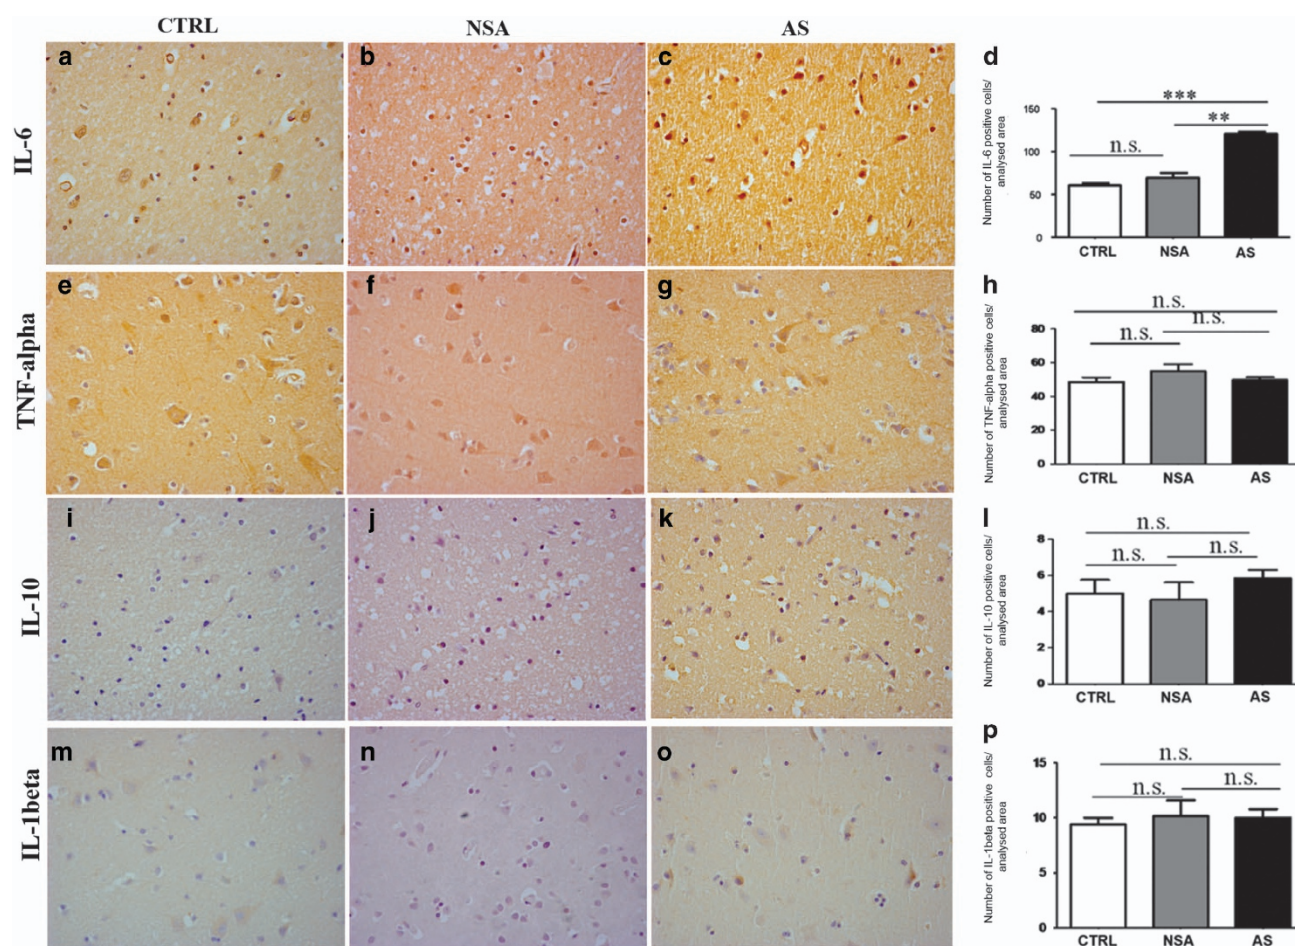 CTRL NSA AS
IL-6
a
b
c
d
Number of IL-6 positive cells/
analysed area
150
100
50
0
***
**
n.s.
CTRL NSA AS
TNF-alpha
e
f
g
h
Number of TNF-alpha positive cells/
analysed area
80
60
40
20
0
n.s.
n.s.
n.s.
CTRL NSA AS
IL-10
i
j
k
l
Number of IL-10 positive cells/
analysed area
8
6
4
2
0
n.s.
n.s.
n.s.
CTRL NSA AS
IL-1beta
m
n
o
p
Number of IL-1beta positive cells/
analysed area
15
10
5
0
n.s.
n.s.
n.s.
CTRL NSA AS